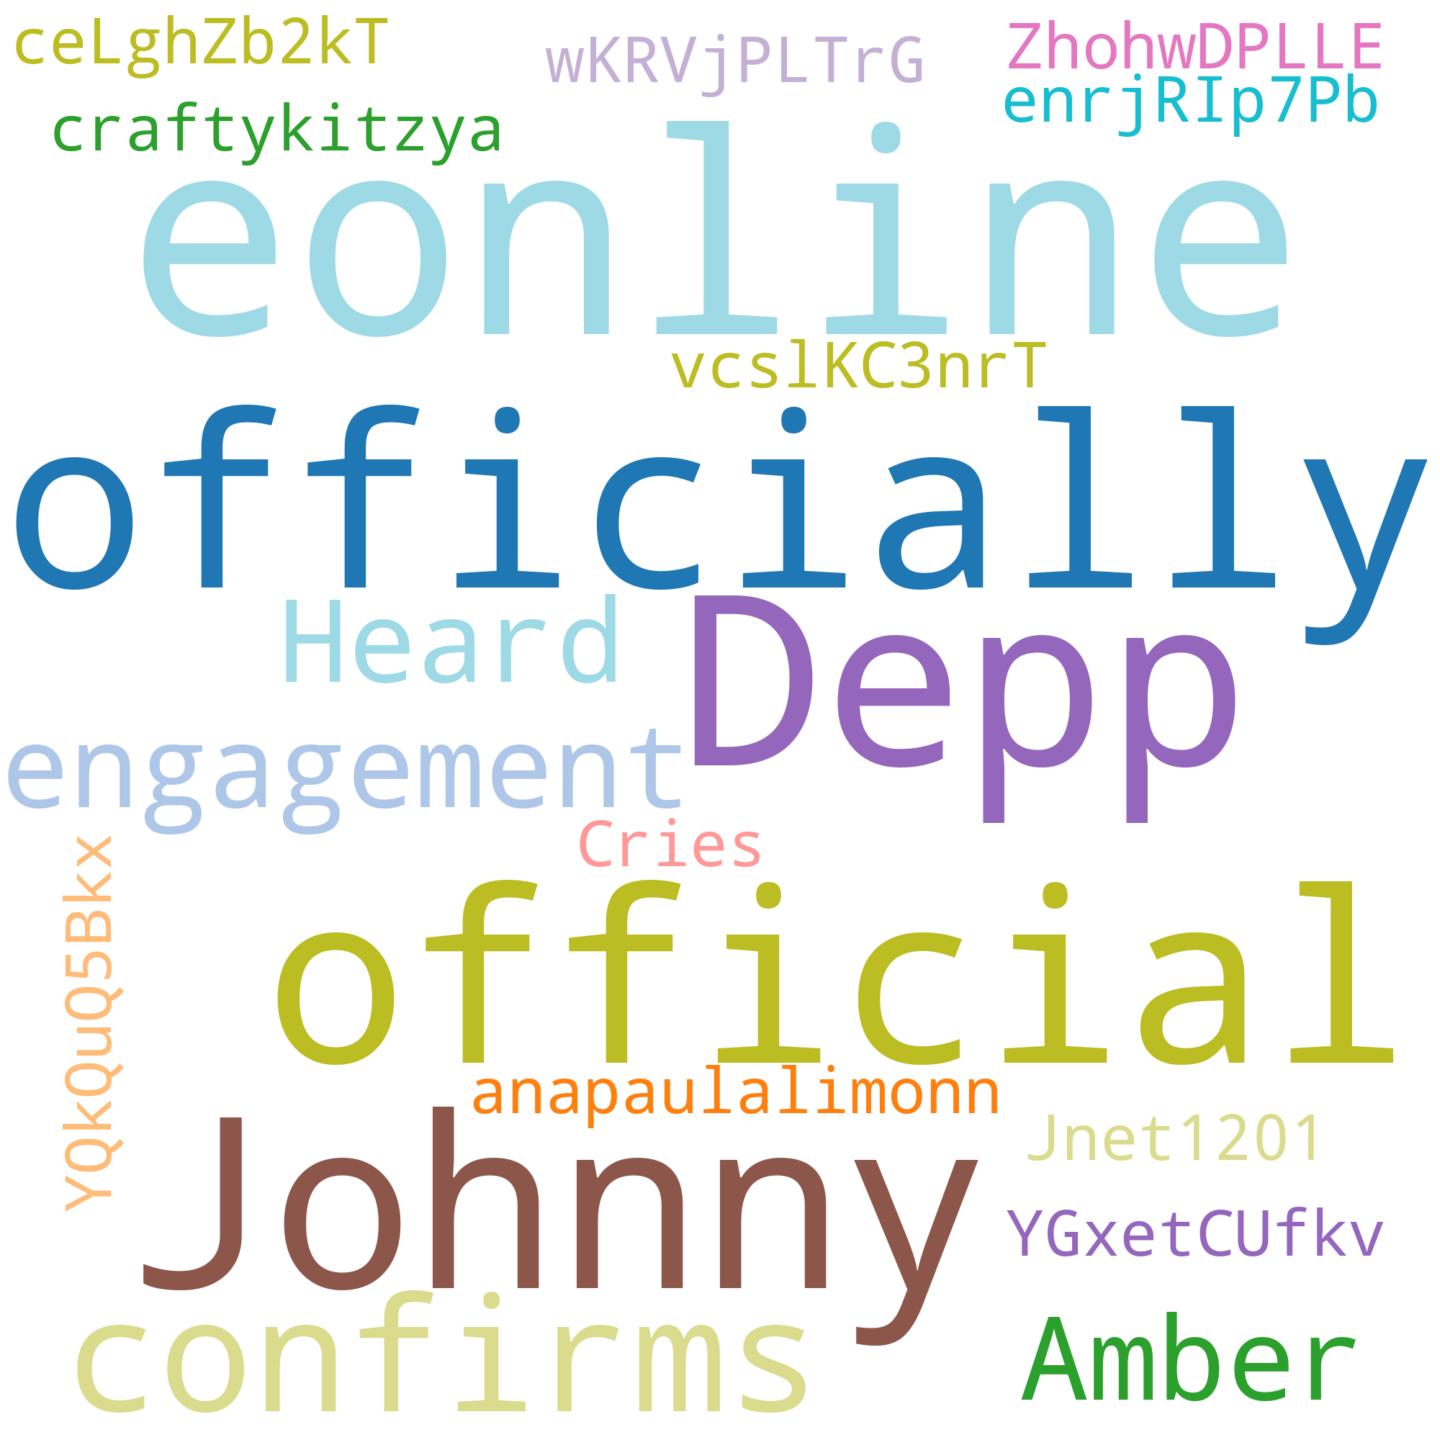 ceLghZb2kT
wKRVjPLTrG
ZhohwDPLLE
enrjRIp7Pb
craftykitzya
eonline
vcslKC3nrT
officially
Heard
Depp
engagement
Cries
YQkQuQ5Bkx
official
anapaulalimonn
Johnny
Jnet1201
YGxetCUfkv
confirms
Amber